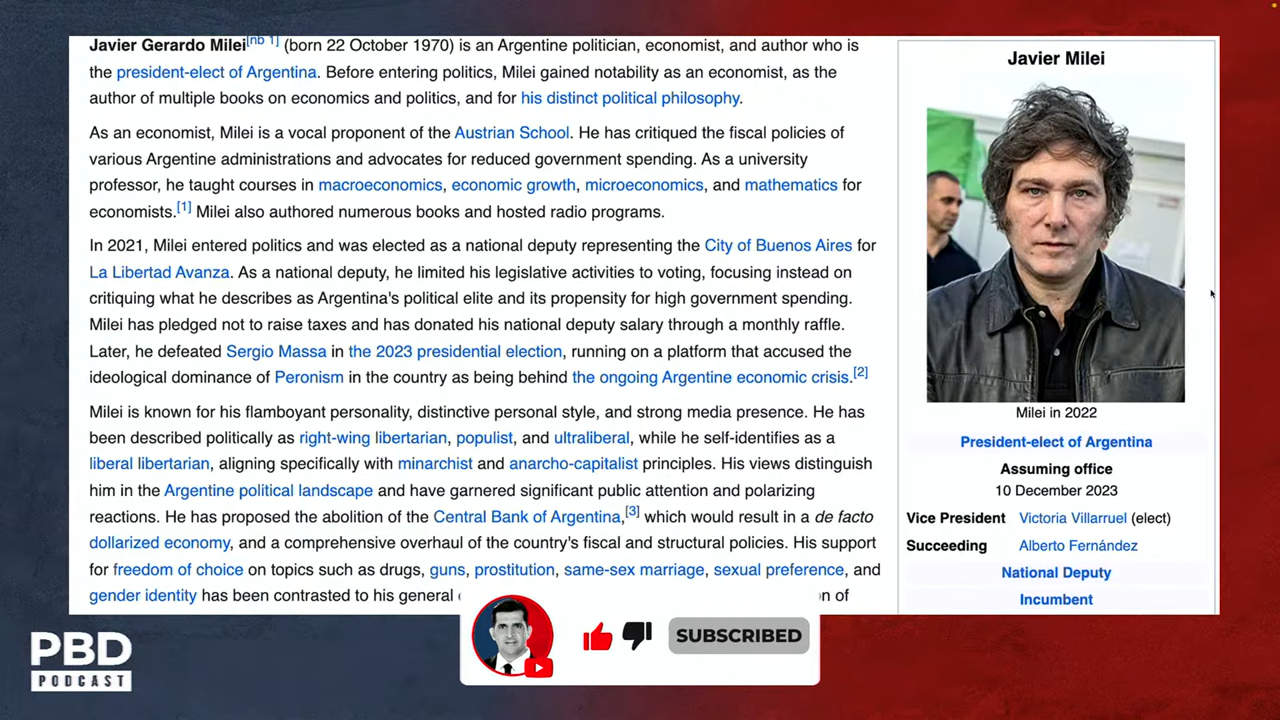 Javier Gerardo Milei[nb 1] (born 22 October 1970) is an Argentine politician, economist, and author who is
the president-elect of Argentina. Before entering politics, Milei gained notability as an economist, as the
author of multiple books on economics and politics, and for his distinct political philosophy.
As an economist, Milei is a vocal proponent of the Austrian School. He has critiqued the fiscal policies of
various Argentine administrations and advocates for reduced government spending. As a university
professor, he taught courses in macroeconomics, economic growth, microeconomics, and mathematics for
economists.[1] Milei also authored numerous books and hosted radio programs.
In 2021, Milei entered politics and was elected as a national deputy representing the City of Buenos Aires for
La Libertad Avanza. As a national deputy, he limited his legislative activities to voting, focusing instead on
critiquing what he describes as Argentina's political elite and its propensity for high government spending.
Milei has pledged not to raise taxes and has donated his national deputy salary through a monthly raffle.
Later, he defeated Sergio Massa in the 2023 presidential election, running on a platform that accused the
ideological dominance of Peronism in the country as being behind the ongoing Argentine economic crisis.[2]
Milei is known for his flamboyant personality, distinctive personal style, and strong media presence. He has
been described politically as right-wing libertarian, populist, and ultraliberal, while he self-identifies as a
liberal libertarian, aligning specifically with minarchist and anarcho-capitalist principles. His views distinguish
him in the Argentine political landscape and have garnered significant public attention and polarizing
reactions. He has proposed the abolition of the Central Bank of Argentina,[3] which would result in a de facto
dollarized economy, and a comprehensive overhaul of the country's fiscal and structural policies. His support
for freedom of choice on topics such as drugs, guns, prostitution, same-sex marriage, sexual preference, and
gender identity has been contrasted to his general on of
Javier Milei
Milei in 2022
President-elect of Argentina
Assuming office
10 December 2023
Vice President Victoria Villarruel (elect)
Succeeding Alberto Fernández
National Deputy
Incumbent
SUBSCRIBED
PBD
PODCAST